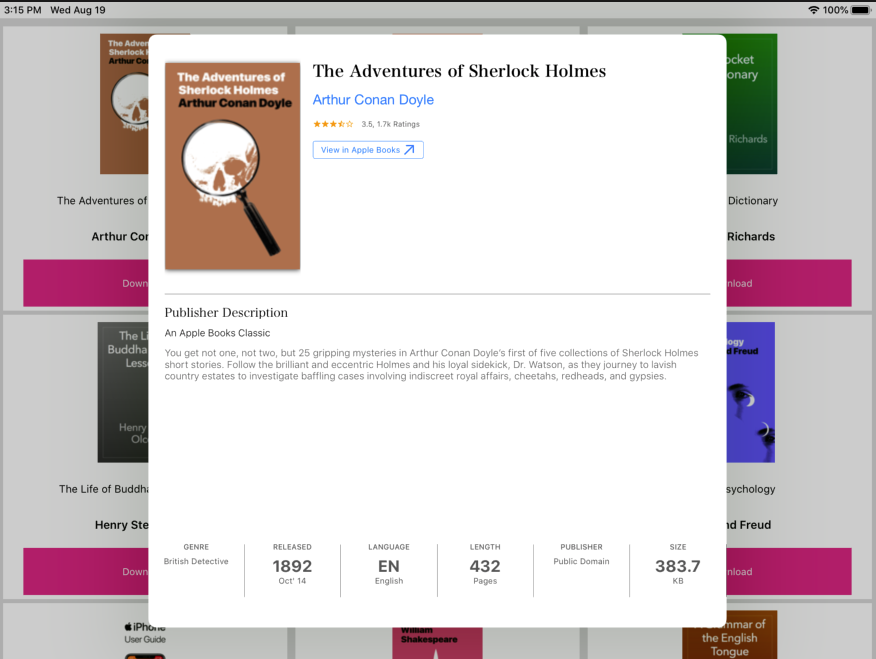 3:15 PM Wed Aug 19
100%
The Adven
Sherlock H
Arthur Con
The Adventures of
Arthur Cor
Down
The Adventures of
Sherlock Holmes
Arthur Conan Doyle
The Adventures of Sherlock Holmes
Arthur Conan Doyle
3.5, 1.7k Ratings
View in Apple Books
Publisher Description
An Apple Books Classic
You get not one, not two, but 25 gripping mysteries in Arthur Conan Doyle's first of five collections of Sherlock Holmes
short stories. Follow the brilliant and eccentric Holmes and his loyal sidekick, Dr. Watson, as they journey to lavish
country estates to investigate baffling cases involving indiscreet royal affairs, cheetahs, redheads, and gypsies.
GENRE
British Detective
RELEASED
1892
Oct' 14
LANGUAGE
EN
English
LENGTH
432
Pages
PUBLISHER
Public Domain
SIZE
383.7
KB
ocket
onary
Richards
Dictionary
Richards
nload
The Li
Buddha
Less
Henry
Olc
The Life of Buddha
Henry Ste
Down
logy
d Freud
sychology
nd Freud
nload
iPhone
User Guide
William
Shakespeare
mmar of
the English
Tongue